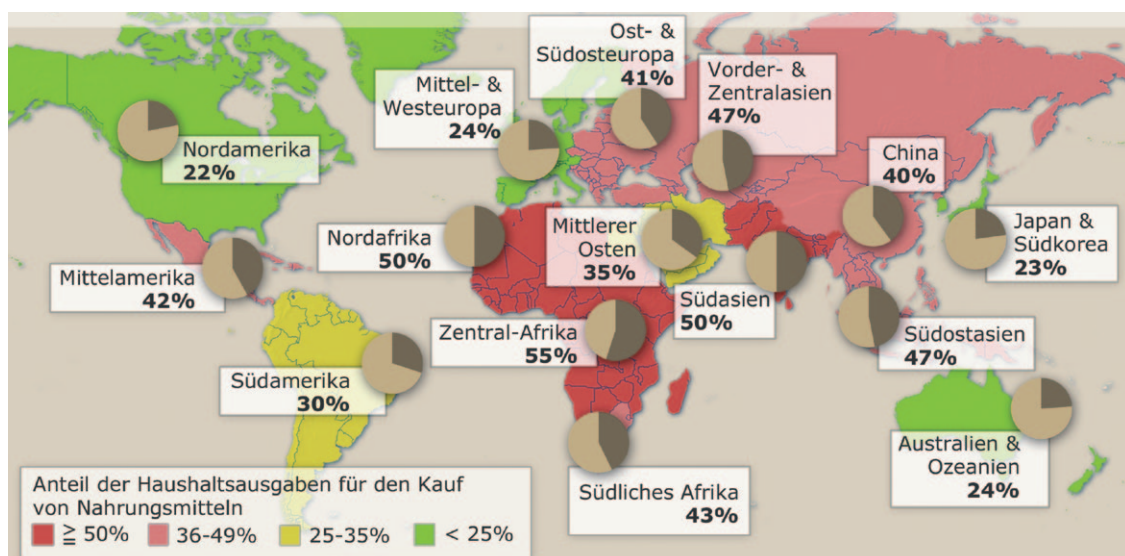 Ost- &
Südosteuropa
41%
Mittel- &
Westeuropa
24%
Vorder- &
Zentralasien
47%
Nordamerika
22%
China
40%
Nordafrika
50%
Mittlerer
Osten
35%
Japan &
Südkorea
23%
Mittelamerika
42%
Südasien
50%
Zentral-Afrika
55%
Südostasien
47%
Südamerika
30%
Australien &
Ozeanien
24%
Südliches Afrika
43%
Anteil der Haushaltsausgaben für den Kauf
von Nahrungsmitteln
≧ 50% 36-49% 25-35% < 25%